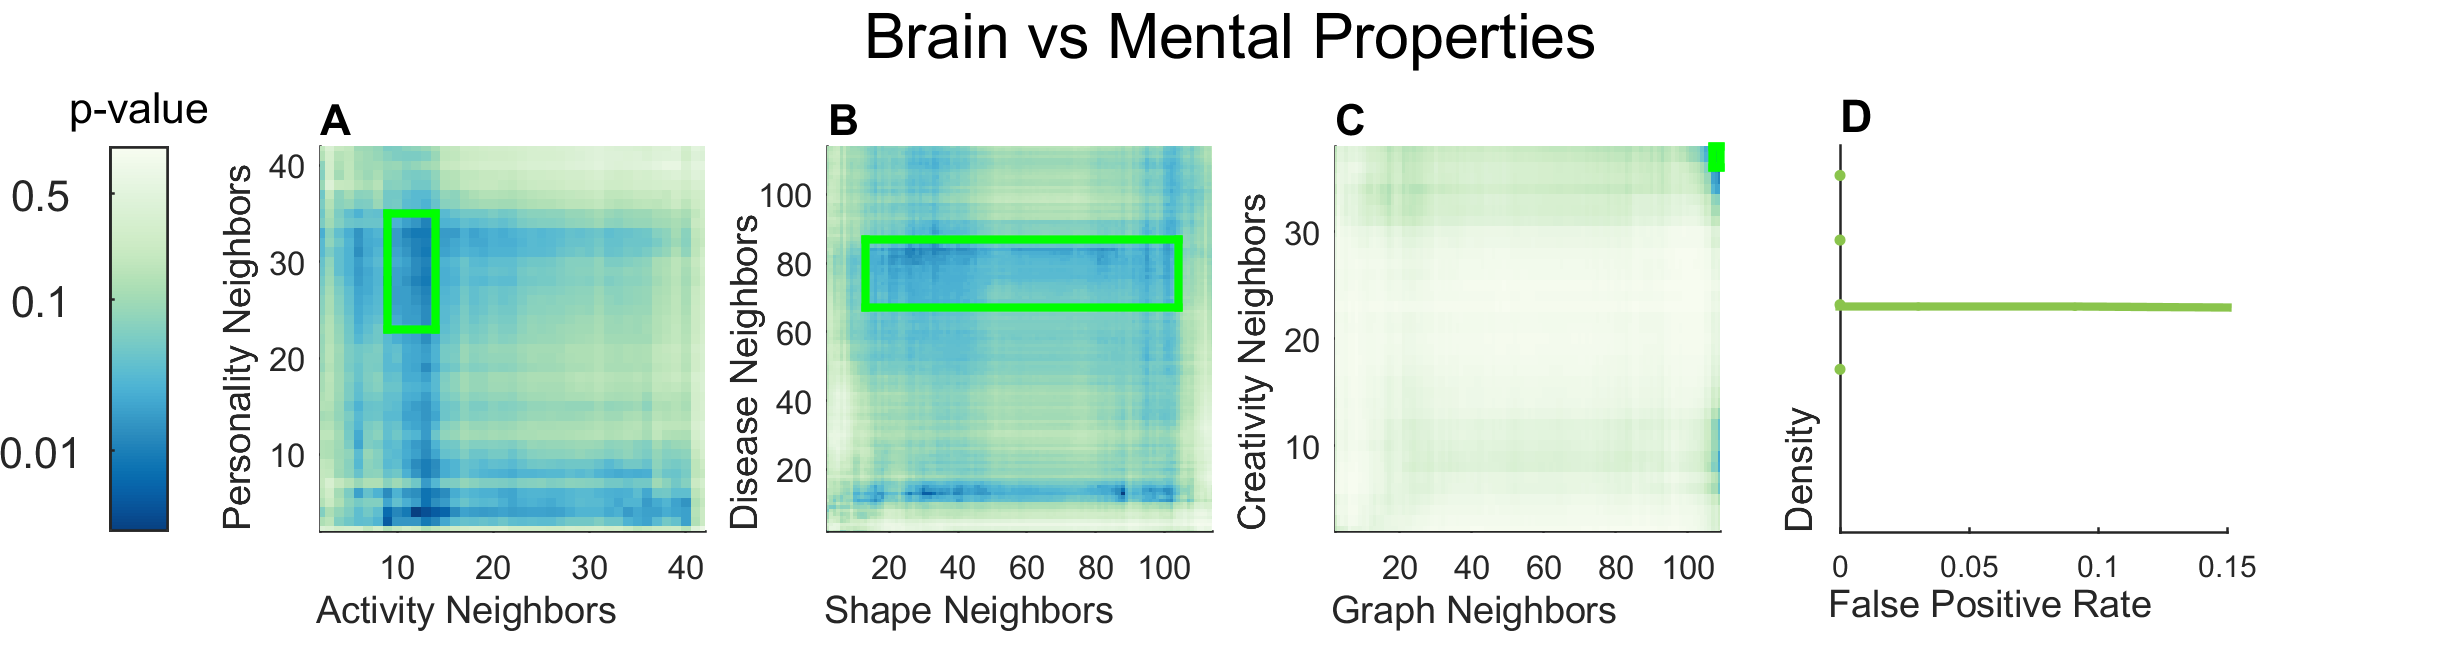 Brain vs Mental Properties
p-value
0.5
0.1
0.01
A
Personality Neighbors
40
30
20
10
10 20 30 40
Activity Neighbors
B
Disease Neighbors
100
80
60
40
20
20 40 60 80 100
Shape Neighbors
C
Creativity Neighbors
30
20
10
20 40 60 80 100
Graph Neighbors
D
Density
0 0.05 0.1 0.15
False Positive Rate